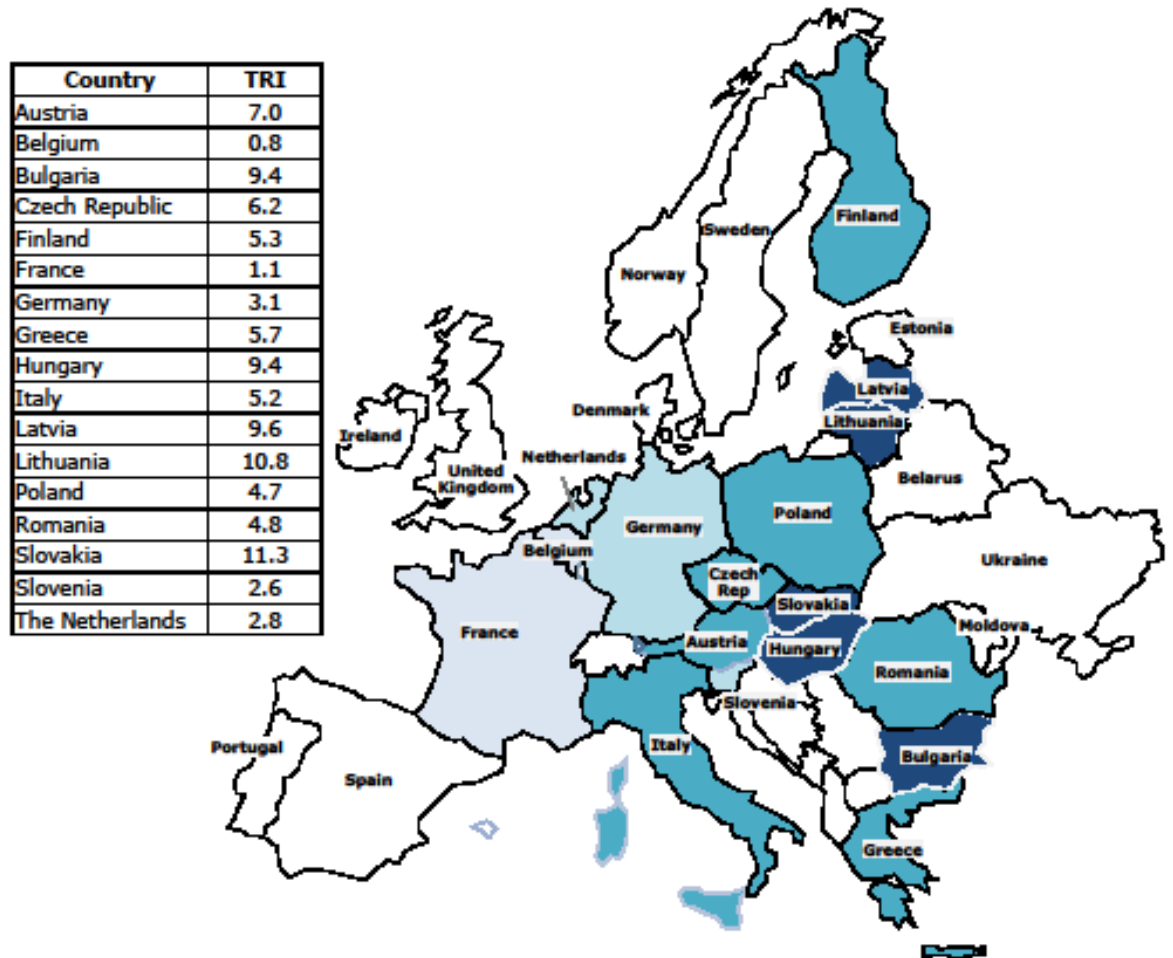 Country TRI
Austria 7.0
Belgium 0.8
Bulgaria 9.4
Czech Republic 6.2
Finland 5.3
France 1.1
Germany 3.1
Greece 5.7
Hungary 9.4
Italy 5.2
Latvia 9.6
Lithuania 10.8
Poland 4.7
Romania 4.8
Slovakia 11.3
Slovenia 2.6
The Netherlands 2.8
Finland
Sweden
Norway
Estonia
Latvia
Denmark
Lithuania
Ireland
Netherlands
United
Kingdom
Belarus
Poland
Germany
Belgium
Ukraine
Czech
Rep
Slovakia
Moldova
France
Austria
Hungary
Romania
Slovenia
Portugal
Italy
Bulgaria
Spain
Greece